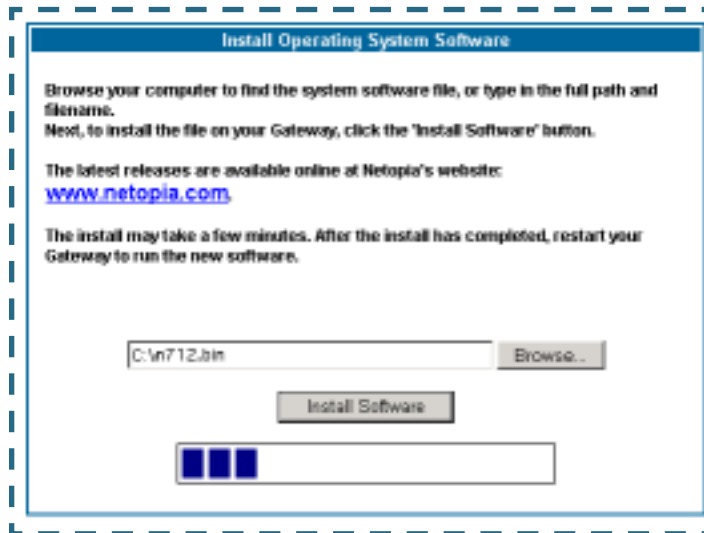 Install Operating System Software
Browse your computer to find the system software file, or type in the full path and
filename.
Next, to install the file on your Gateway, click the 'Install Software' button.
The latest releases are available online at Netopia's website:
www.netopia.com.
The install may take a few minutes. After the install has completed, restart your
Gateway to run the new software.
C:\n712.bin
Browse...
Install Software